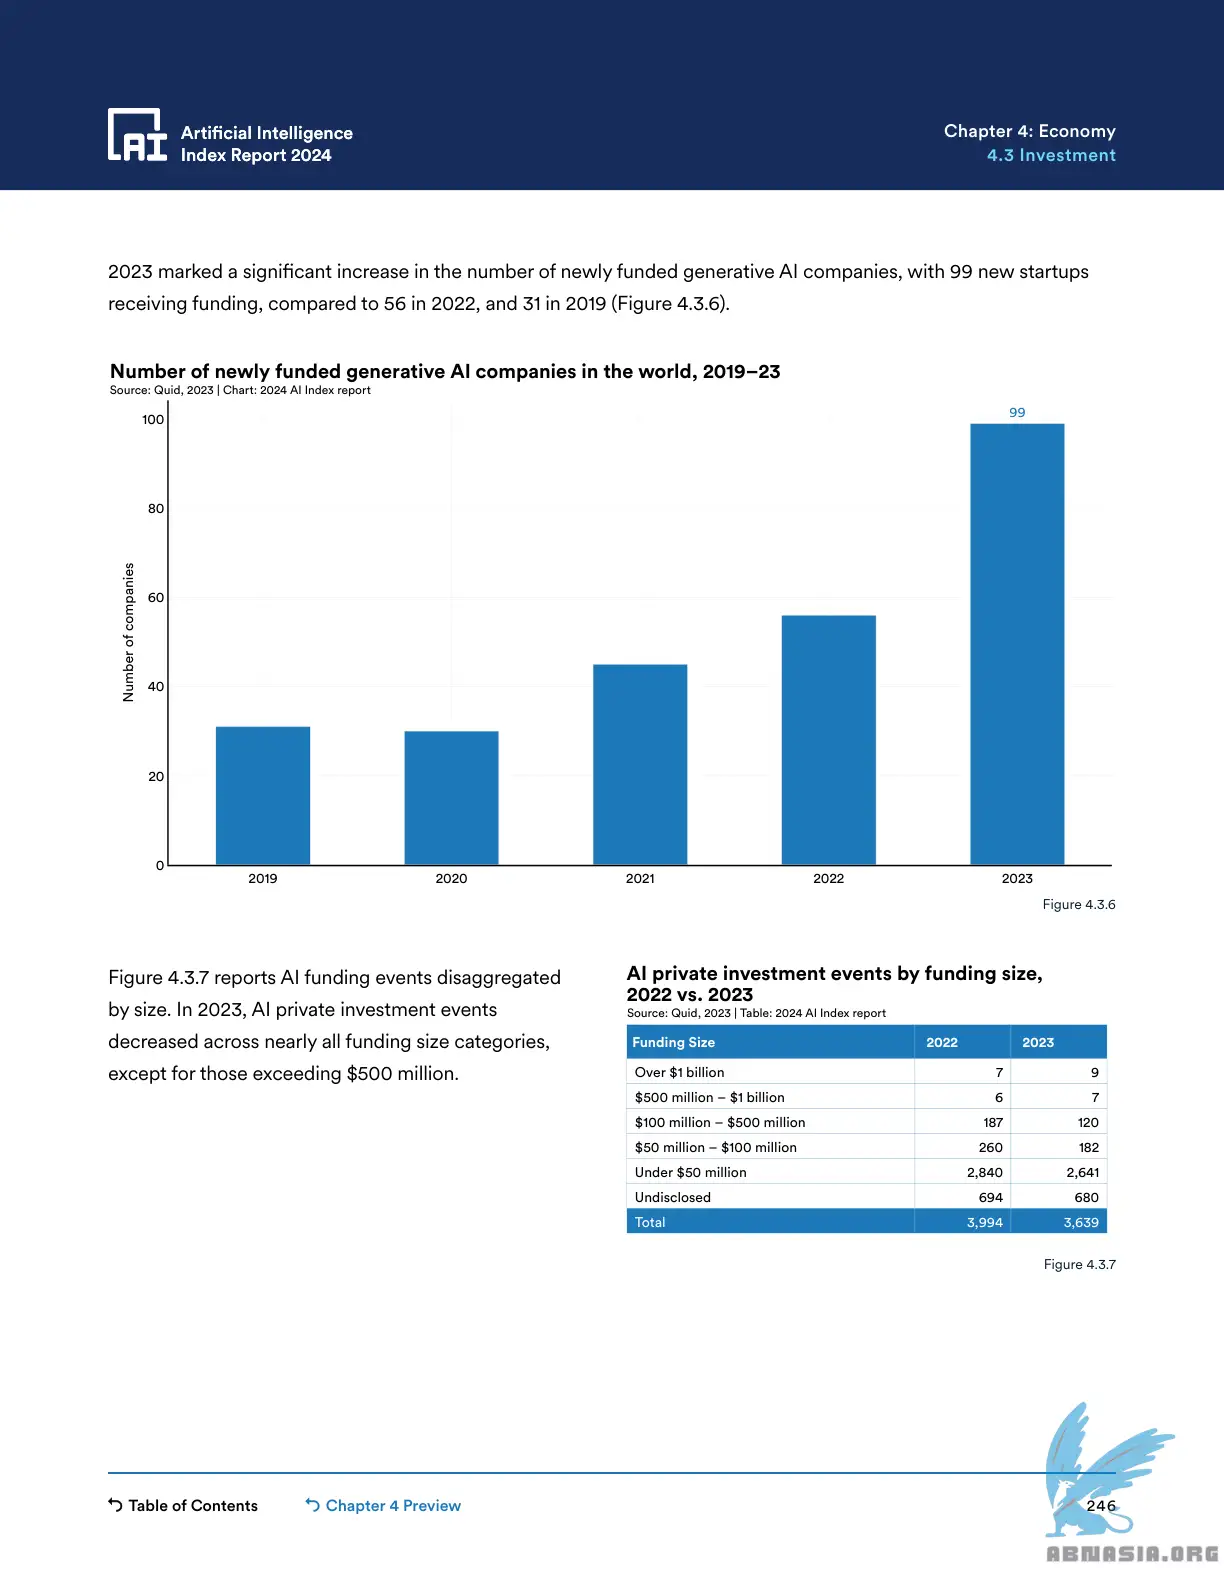 Artificial Intelligence
Index Report 2024
Chapter 4: Economy
4.3 Investment
2023 marked a significant increase in the number of newly funded generative AI companies, with 99 new startups
receiving funding, compared to 56 in 2022, and 31 in 2019 (Figure 4.3.6).
Number of newly funded generative AI companies in the world, 2019–23
Source: Quid, 2023 | Chart: 2024 AI Index report
99
100
80
60
40
20
0
Number of companies
2019 2020 2021 2022 2023
Figure 4.3.6
Figure 4.3.7 reports AI funding events disaggregated
by size. In 2023, AI private investment events
decreased across nearly all funding size categories,
except for those exceeding $500 million.
AI private investment events by funding size,
2022 vs. 2023
Source: Quid, 2023 | Table: 2024 AI Index report
Funding Size 2022 2023
Over $1 billion 7 9
$500 million – $1 billion 6 7
$100 million – $500 million 187 120
$50 million – $100 million 260 182
Under $50 million 2,840 2,641
Undisclosed 694 680
Total 3,994 3,639
Figure 4.3.7
Table of Contents Chapter 4 Preview 246
ABNASIA.ORG